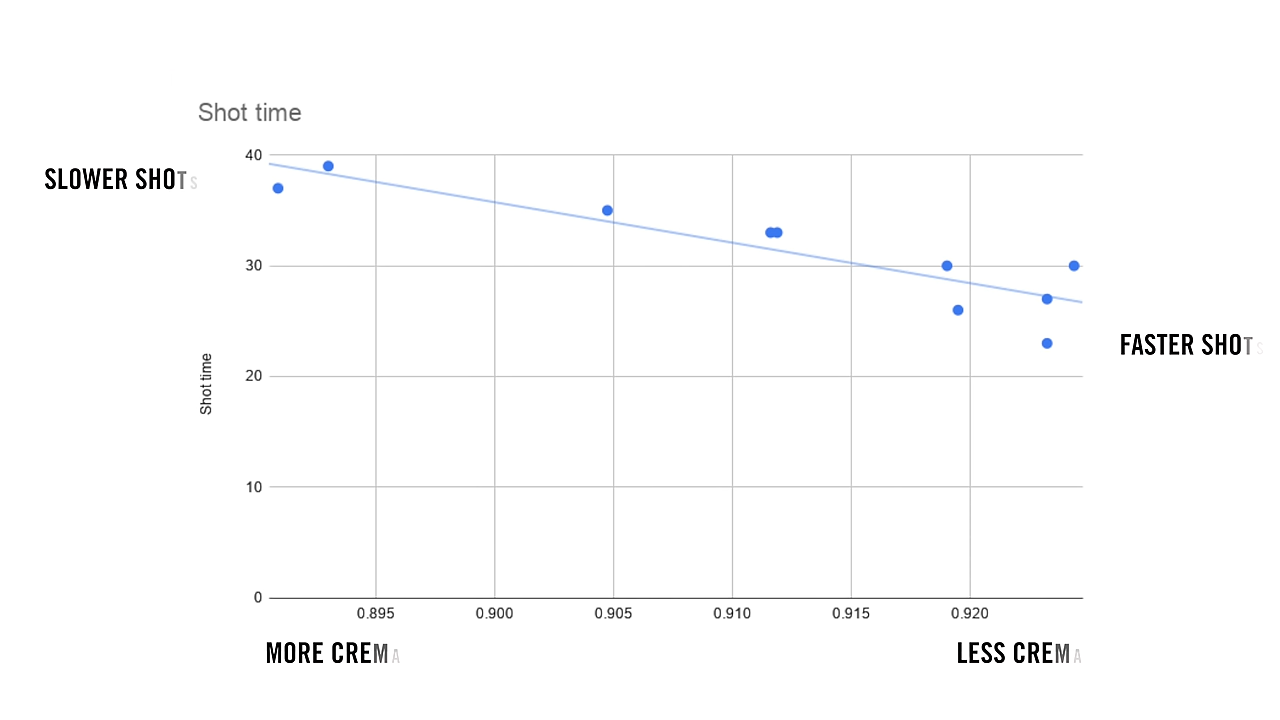 Shot time
SLOWER SHOTS
40
30
20
10
0
Shot time
FASTER SHOTS
0.895 0.900 0.905 0.910 0.915 0.920
MORE CREMA
LESS CREMA